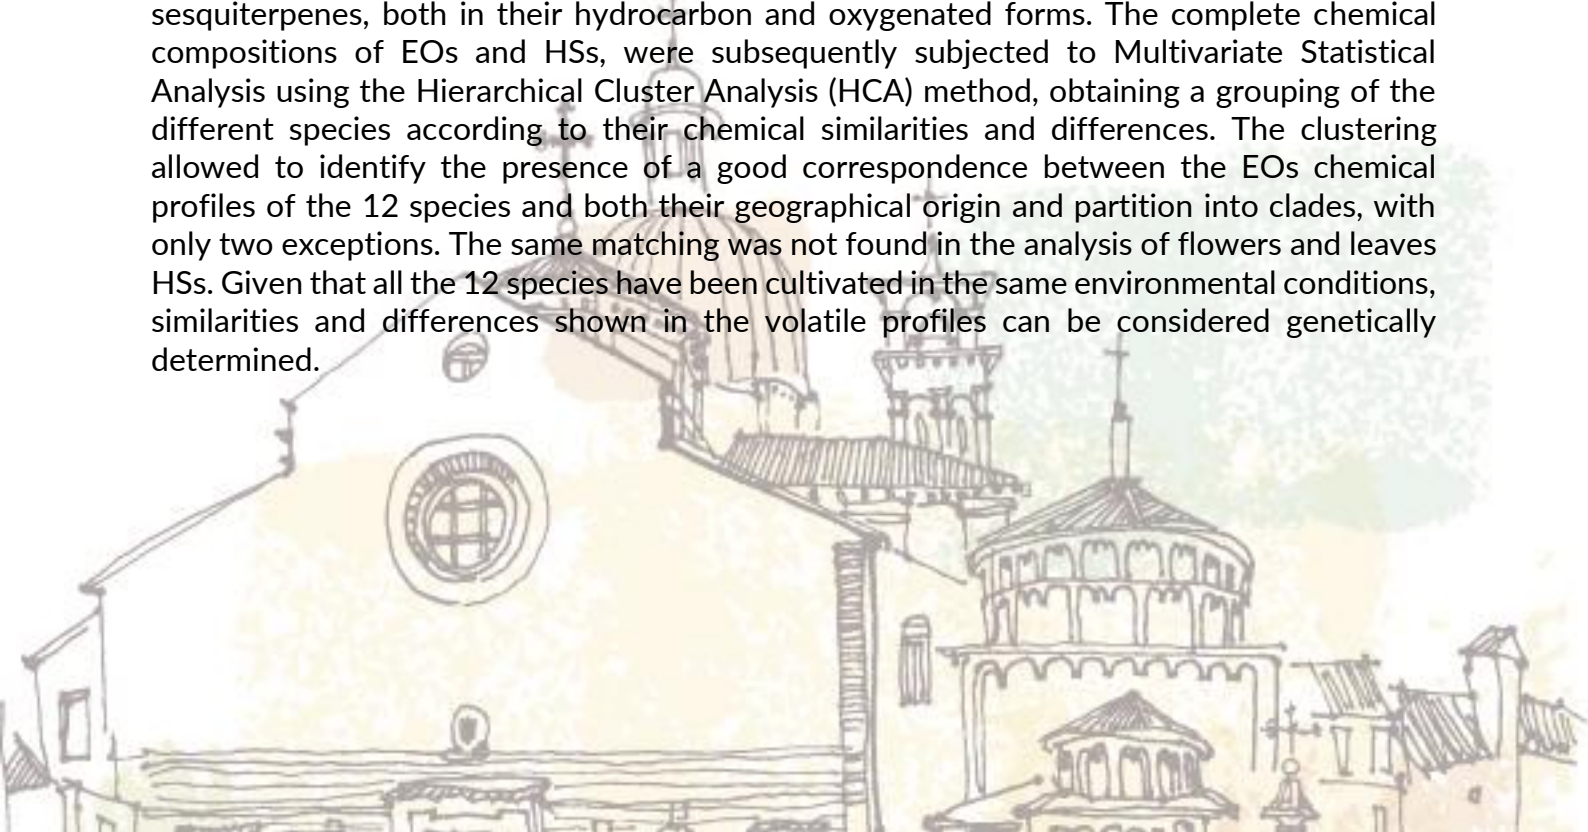 sesquiterpenes, both in their hydrocarbon and oxygenated forms. The complete chemical
compositions of EOs and HSs, were subsequently subjected to Multivariate Statistical
Analysis using the Hierarchical Cluster Analysis (HCA) method, obtaining a grouping of the
different species according to their chemical similarities and differences. The clustering
allowed to identify the presence of a good correspondence between the EOs chemical
profiles of the 12 species and both their geographical origin and partition into clades, with
only two exceptions. The same matching was not found in the analysis of flowers and leaves
HSs. Given that all the 12 species have been cultivated in the same environmental conditions,
similarities and differences shown in the volatile profiles can be considered genetically
determined.